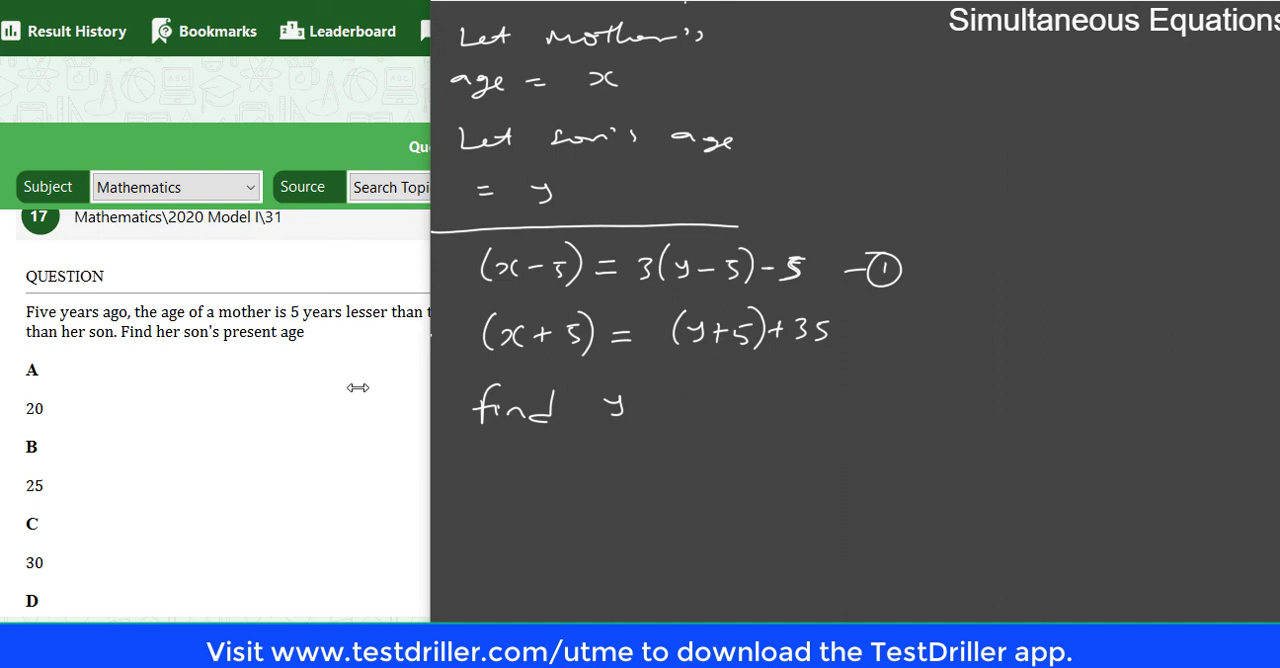 Result History Bookmarks Leaderboard
Simultaneous Equations
Let Mother's
age = x
Let son's age
= y
Qu
Subject Mathematics Source Search Topi
17 Mathematics\2020 Model I\31
QUESTION
Five years ago, the age of a mother is 5 years lesser than t
than her son. Find her son's present age
A
20
B
25
C
30
D
(x - 5) = 3(y - 5) - 5 - ①
(x + 5) = (y + 5) + 35
find y
Visit www.testdriller.com/utme to download the TestDriller app.